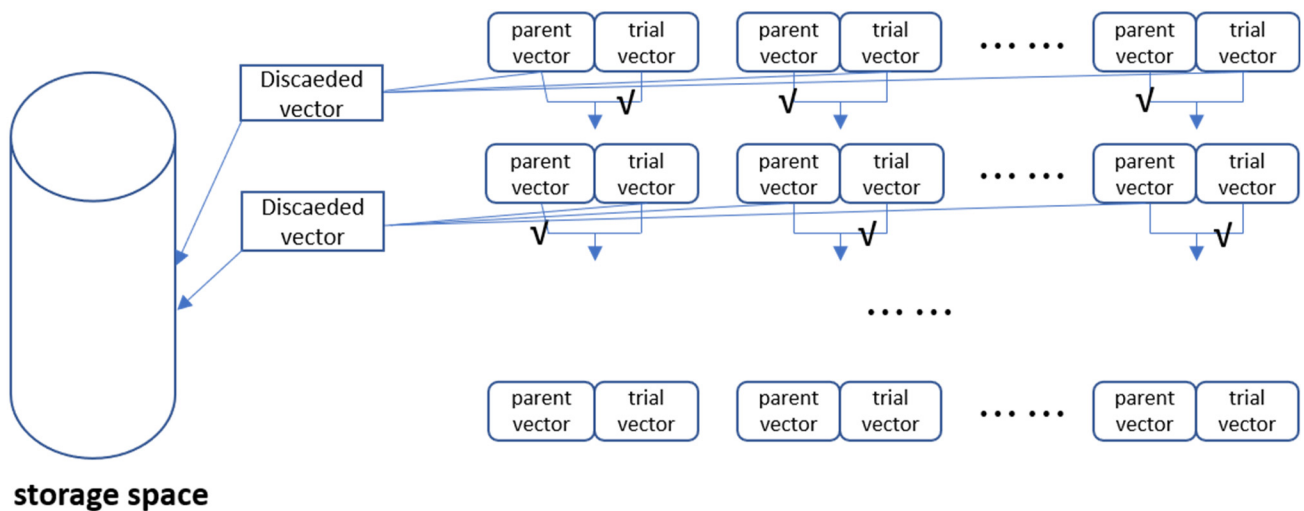 parent trial parent trial parent trial
vector vector vector vector …… vector vector
Discaeded
vector
√ √ √
parent trial parent trial parent trial
vector vector vector vector …… vector vector
Discaeded
vector
√ √ √
……
parent trial parent trial parent trial
vector vector vector vector …… vector vector
storage space